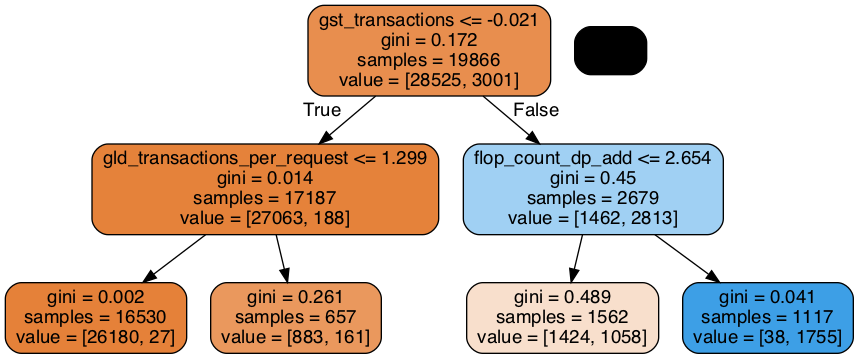 gst_transactions <= -0.021
gini = 0.172
samples = 19866
value = [28525, 3001]
True
False
gld_transactions_per_request <= 1.299
gini = 0.014
samples = 17187
value = [27063, 188]
flop_count_dp_add <= 2.654
gini = 0.45
samples = 2679
value = [1462, 2813]
gini = 0.002
samples = 16530
value = [26180, 27]
gini = 0.261
samples = 657
value = [883, 161]
gini = 0.489
samples = 1562
value = [1424, 1058]
gini = 0.041
samples = 1117
value = [38, 1755]